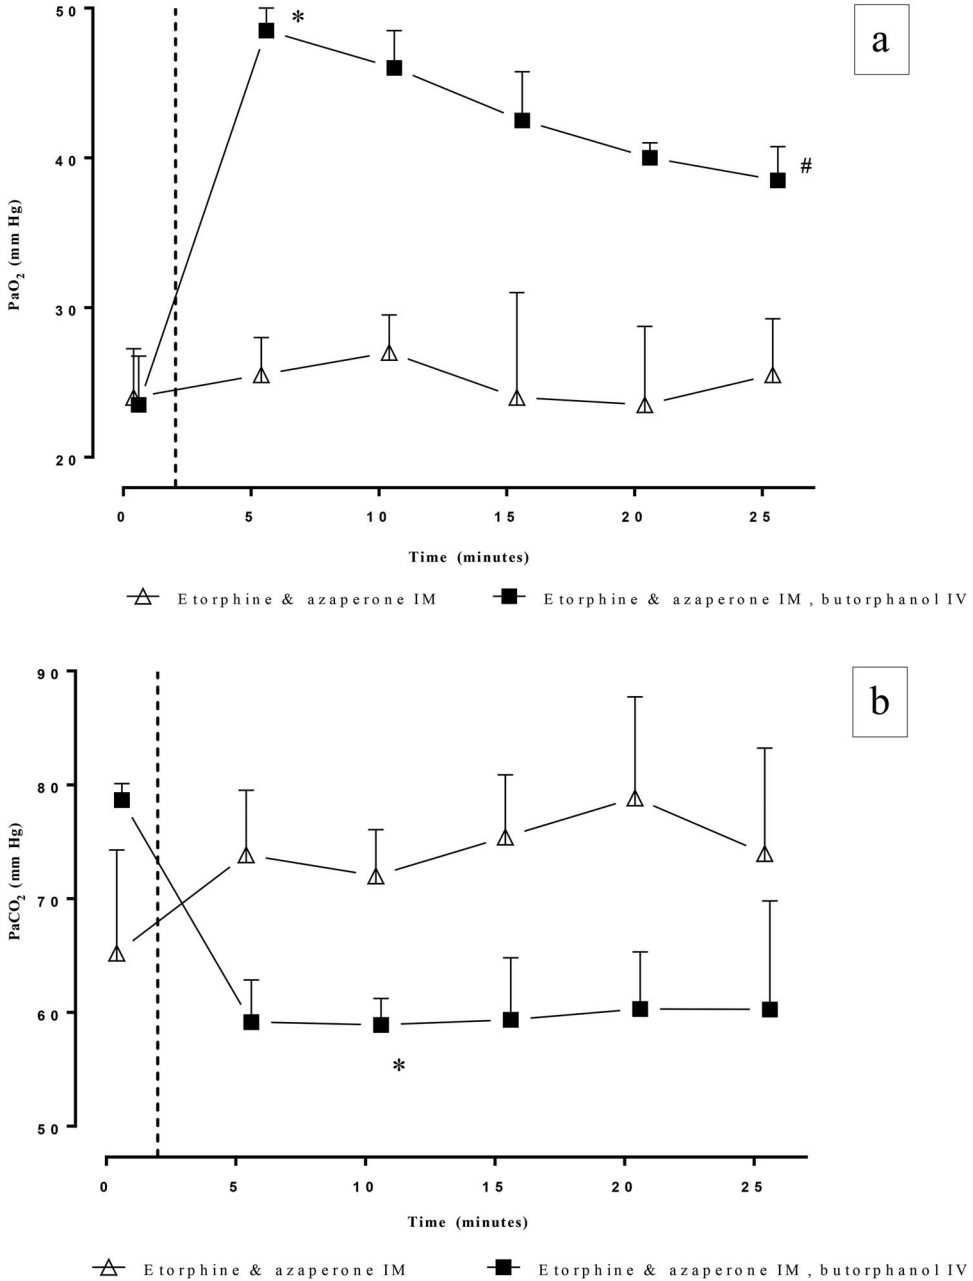 50
*
a
40
#
PaO2 (mm Hg)
30
20
0 5 10 15 20 25
Time (minutes)
Etorphine & azaperone IM Etorphine & azaperone IM , butorphanol IV
90
b
80
PaCO2 (mm Hg)
70
60
*
50
0 5 10 15 20 25
Time (minutes)
Etorphine & azaperone IM Etorphine & azaperone IM , butorphanol IV